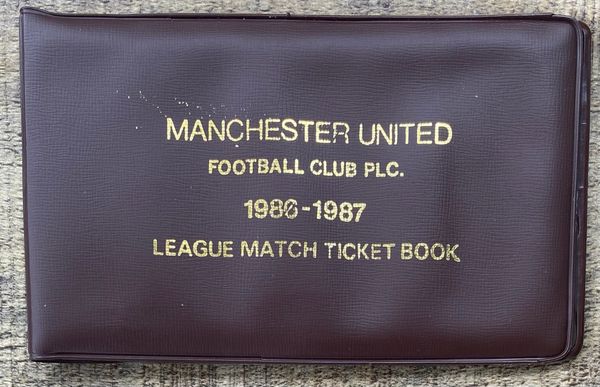 MANCHESTER UNITED
FOOTBALL CLUB PLC.
1986-1987
LEAGUE MATCH TICKET BOOK